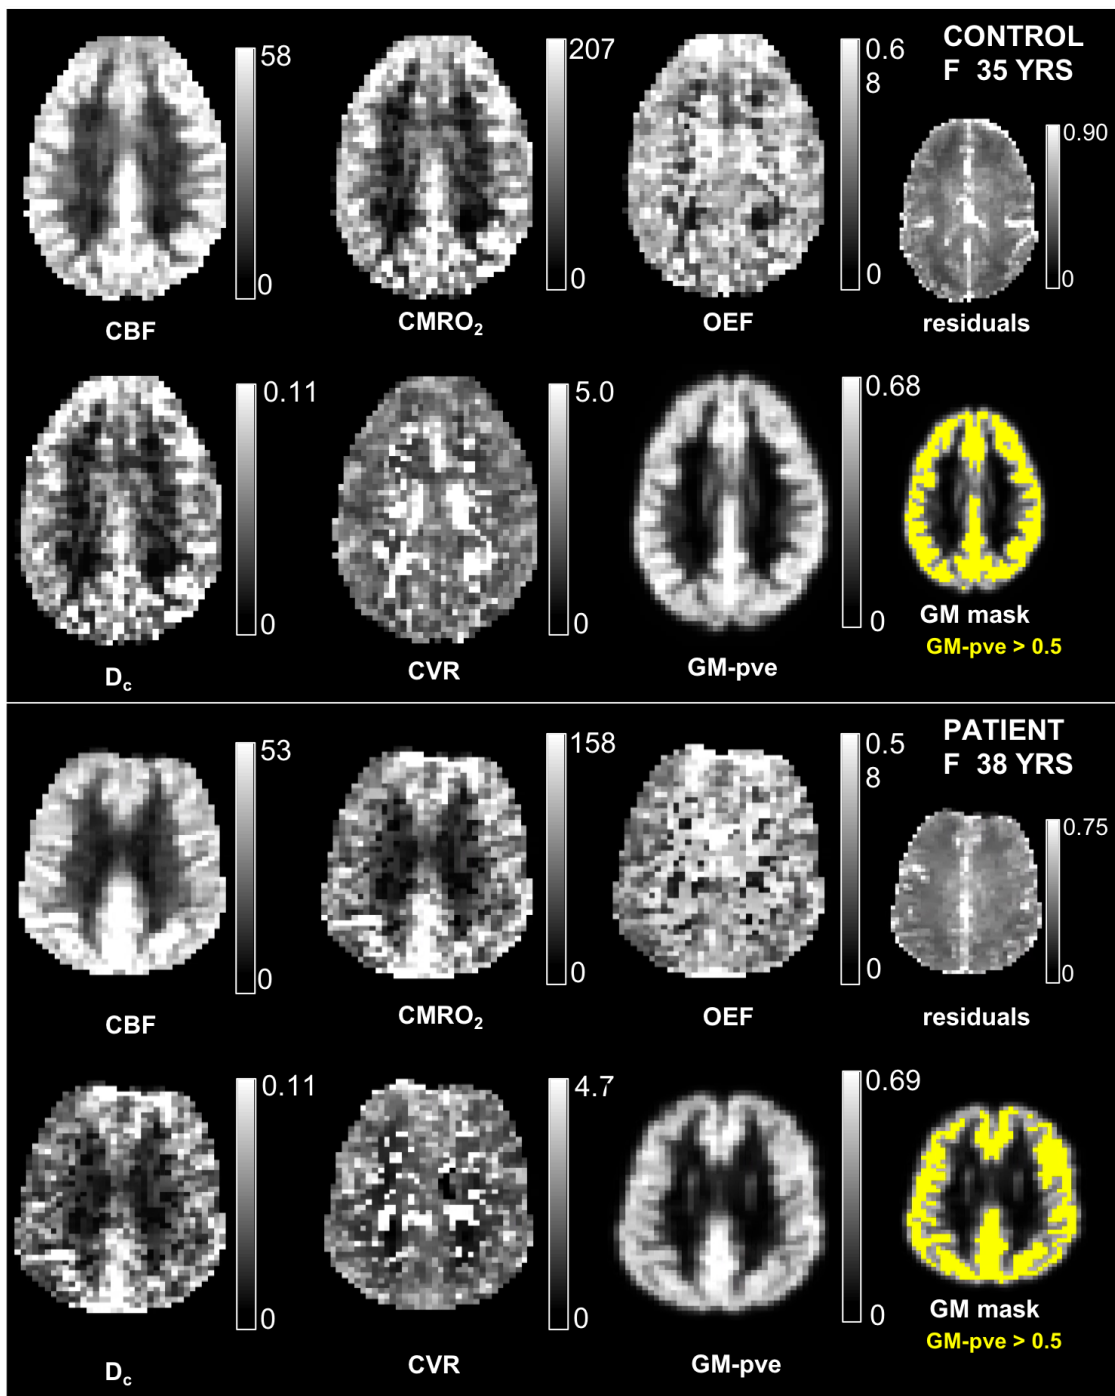 CONTROL
F 35 YRS
58
0
CBF
207
0
CMRO₂
0.6
8
0
OEF
0.90
0
residuals
0.11
0
Dc
5.0
0
CVR
0.68
0
GM-pve
GM mask
GM-pve > 0.5
PATIENT
F 38 YRS
53
0
CBF
158
0
CMRO₂
0.5
8
0
OEF
0.75
0
residuals
0.11
0
Dc
4.7
0
CVR
0.69
0
GM-pve
GM mask
GM-pve > 0.5